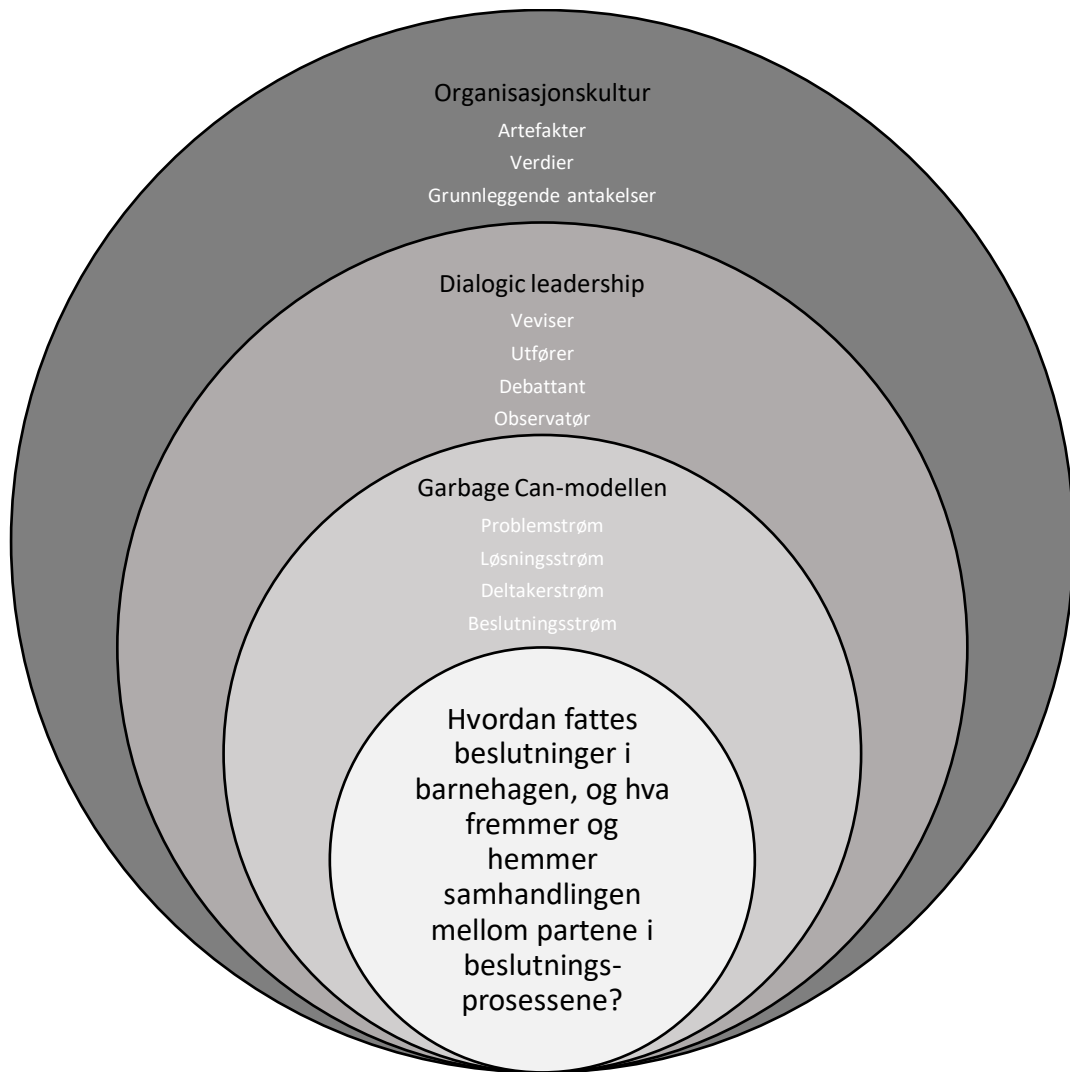 Organisasjonskultur
Artefakter
Verdier
Grunnleggende antakelser
Dialogic leadership
Veviser
Utfører
Debattant
Observatør
Garbage Can-modellen
Problemstrøm
Løsningsstrøm
Deltakerstrøm
Beslutningsstrøm
Hvordan fattes
beslutninger i
barnehagen, og hva
fremmer og
hemmer
samhandlingen
mellom partene i
beslutnings-
prosessene?